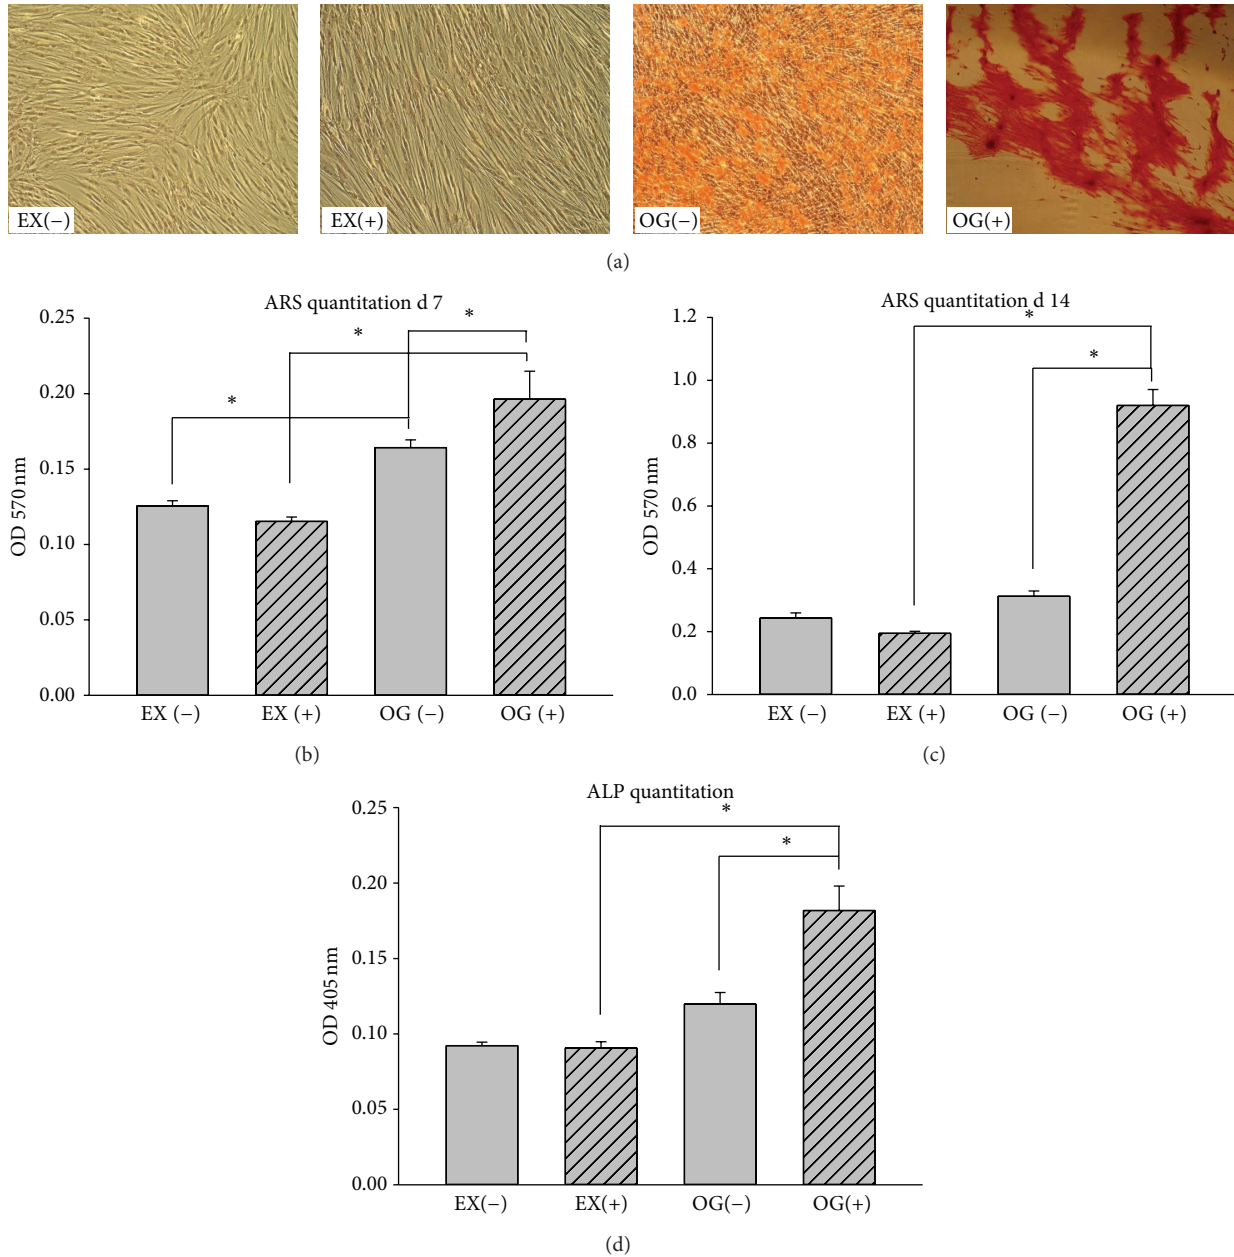 EX(−) EX(+) OG(−) OG(+)
(a)
ARS quantitation d 7
0.25
0.20
0.15
0.10
0.05
0.00
OD 570 nm
* * *
EX (−) EX (+) OG (−) OG (+)
(b)
ARS quantitation d 14
1.2
1.0
0.8
0.6
0.4
0.2
0.0
OD 570 nm
* *
EX (−) EX (+) OG (−) OG (+)
(c)
ALP quantitation
0.25
0.20
0.15
0.10
0.05
0.00
OD 405 nm
* *
EX(−) EX(+) OG(−) OG(+)
(d)